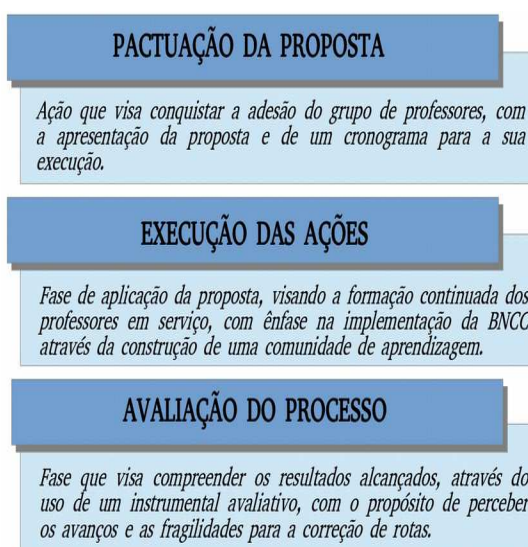 PACTUAÇÃO DA PROPOSTA
Ação que visa conquistar a adesão do grupo de professores, com
a apresentação da proposta e de um cronograma para a sua
execução.
EXECUÇÃO DAS AÇÕES
Fase de aplicação da proposta, visando a formação continuada dos
professores em serviço, com ênfase na implementação da BNCC
através da construção de uma comunidade de aprendizagem.
AVALIAÇÃO DO PROCESSO
Fase que visa compreender os resultados alcançados, através do
uso de um instrumental avaliativo, com o propósito de perceber
os avanços e as fragilidades para a correção de rotas.